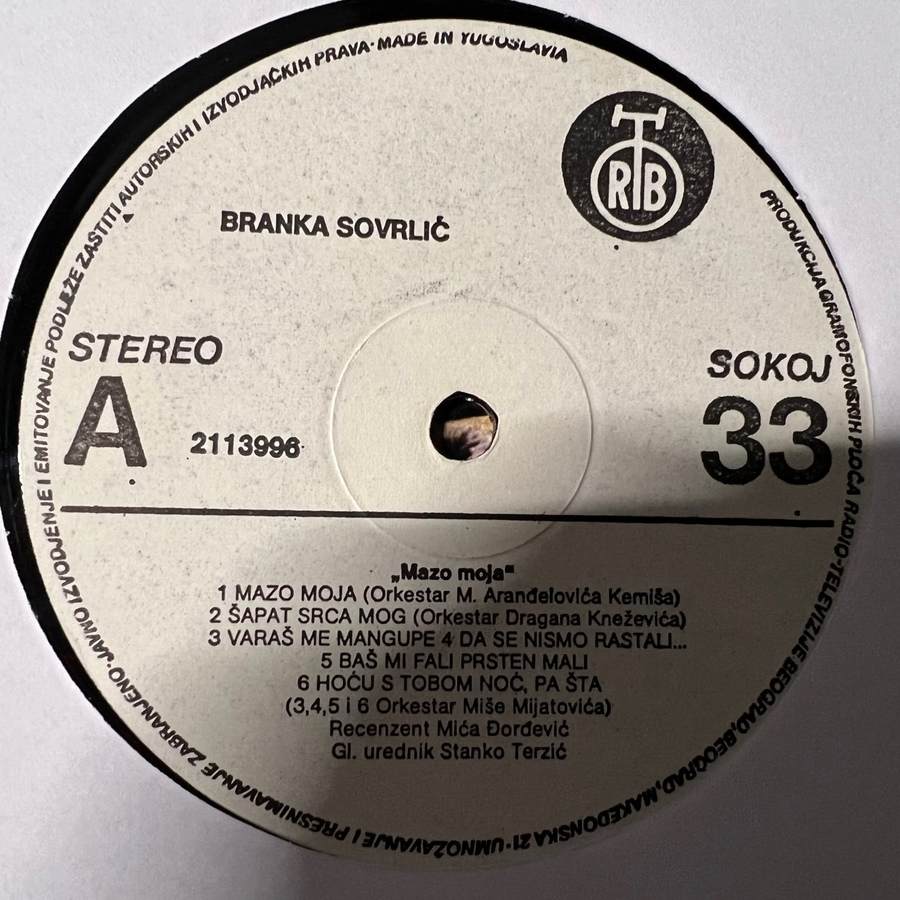 BRANKA SOVRLIĆ
RTB
STEREO
A
2113996
SOKOJ
33
„Mazo moja“
1 MAZO MOJA (Orkestar M. Aranđelovića Kemiša)
2 ŠAPAT SRCA MOG (Orkestar Dragana Kneževića)
3 VARAŠ ME MANGUPE 4 DA SE NISMO RASTALI...
5 BAŠ MI FALI PRSTEN MALI
6 HOĆU S TOBOM NOĆ, PA ŠTA
(3,4,5 i 6 Orkestar Miše Mijatovića)
Recenzent Mića Đorđević
Gl. urednik Stanko Terzić
PRODUKCIJA GRAMOFONSKIH PLOČA RADIO-TELEVIZIJE BEOGRAD, BEOGRAD, MAKEDONSKA 21 · UMNOŽAVANJE I PRESNIMAVANJE ZABRANJENO · JAVNO IZVODJENJE I EMITOVANJE PODLJEŽE ZAŠTITI AUTORSKIH I IZVODJAČKIH PRAVA · MADE IN YUGOSLAVIA